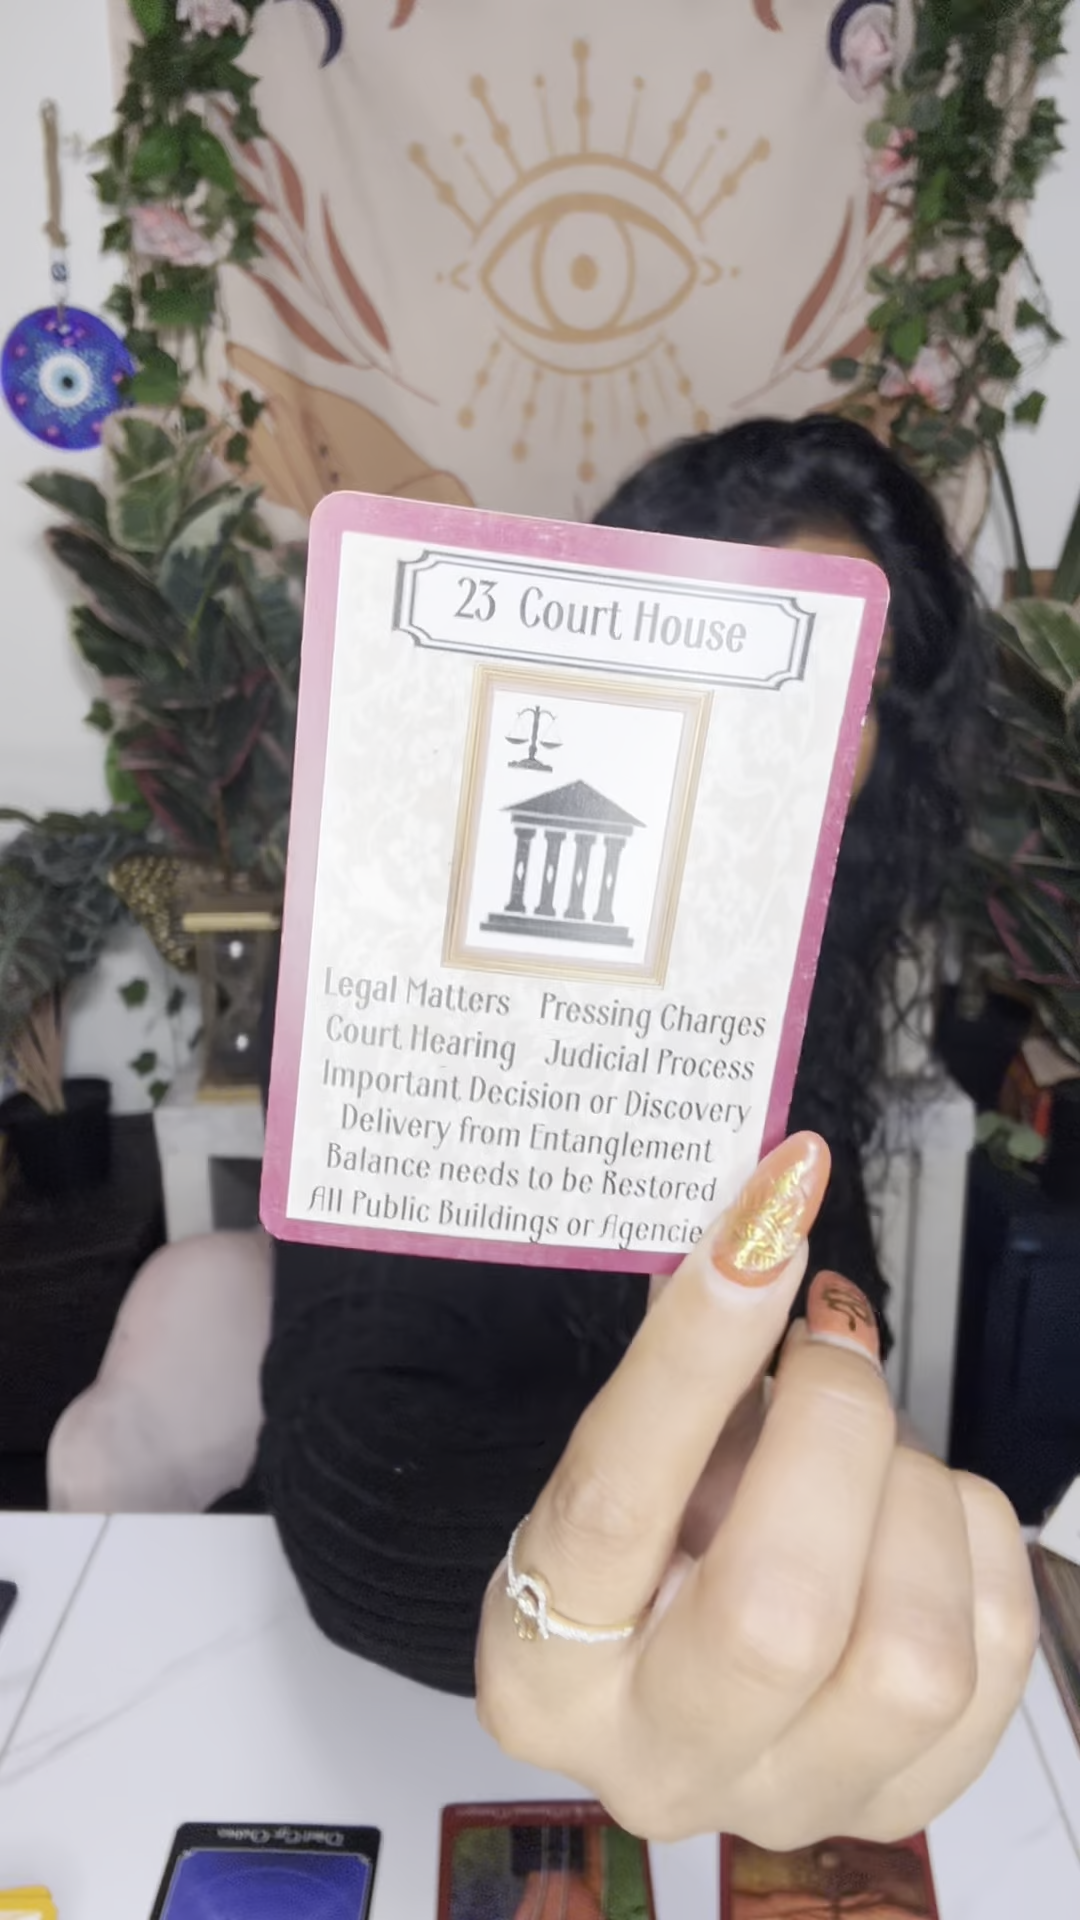 23 Court House
Legal Matters Pressing Charges
Court Hearing Judicial Process
Important Decision or Discovery
Delivery from Entanglement
Balance needs to be Restored
All Public Buildings or Agencie